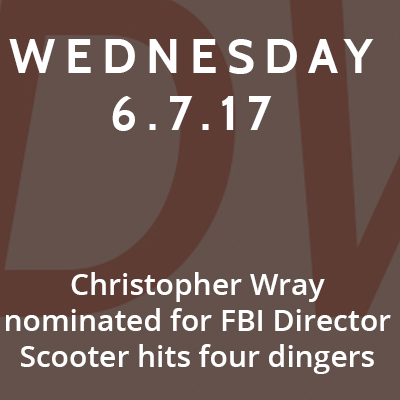 WEDNESDAY
6.7.17
Christopher Wray
nominated for FBI Director
Scooter hits four dingers